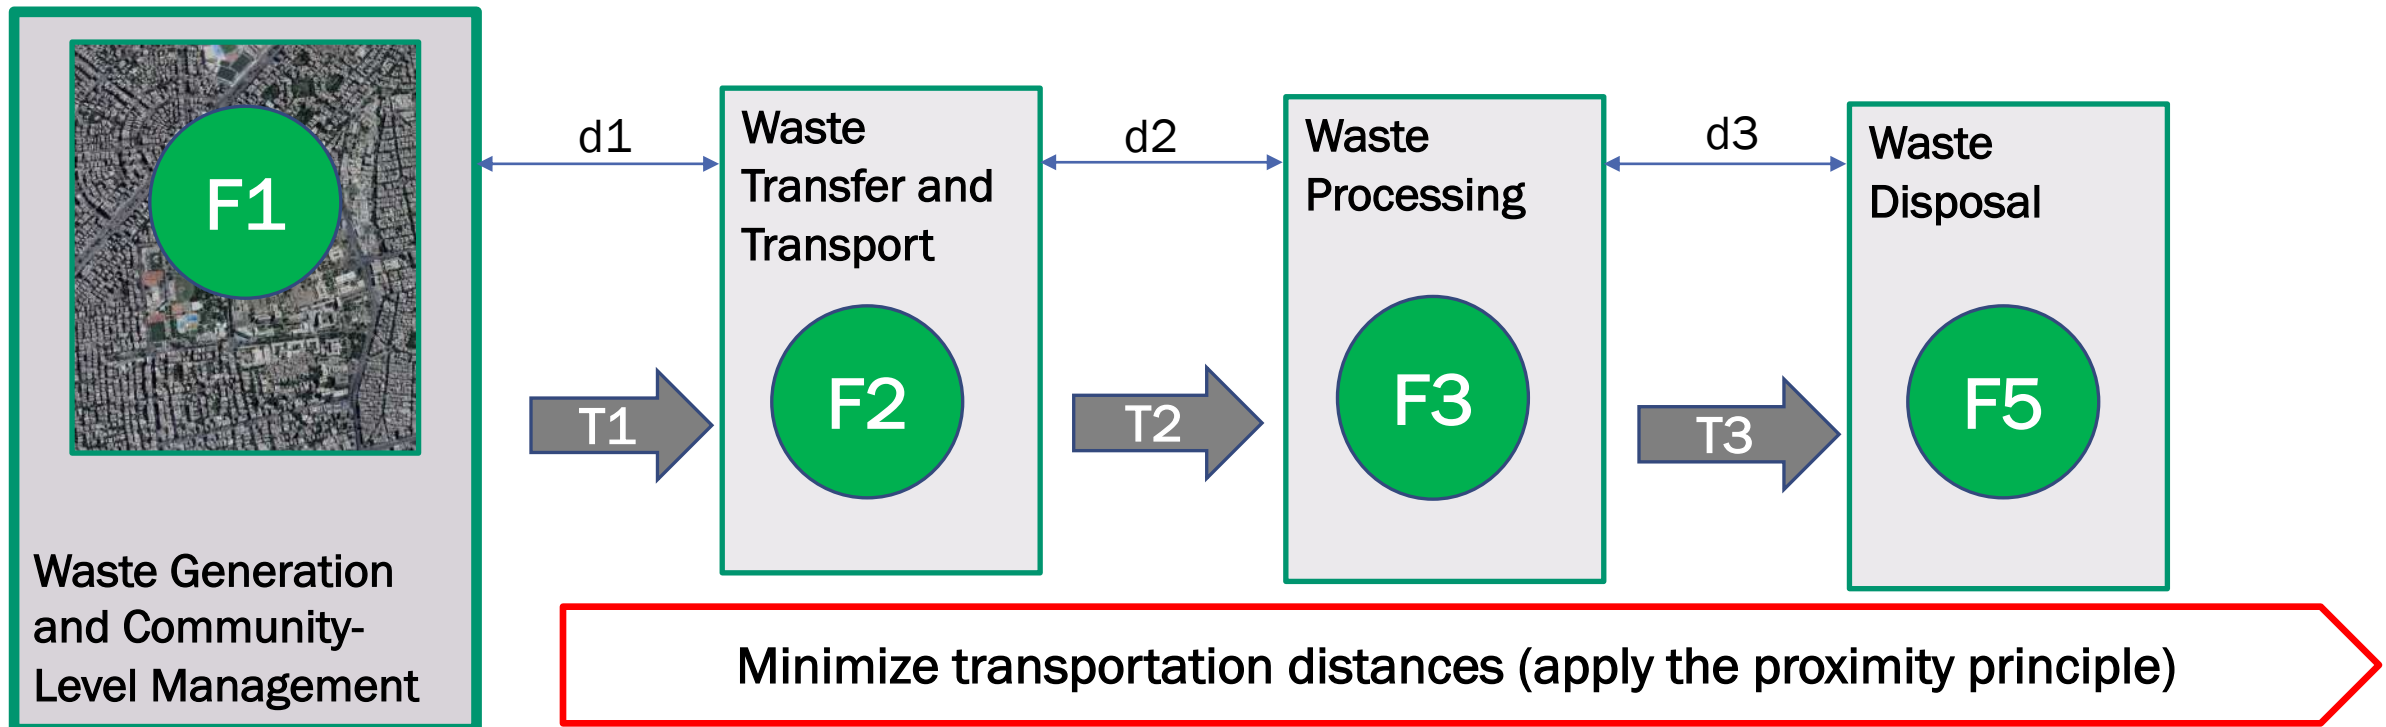 F1
Waste Generation
and Community-
Level Management
d1
T1
Waste
Transfer and
Transport
F2
d2
T2
Waste
Processing
F3
d3
T3
Waste
Disposal
F5
Minimize transportation distances (apply the proximity principle)